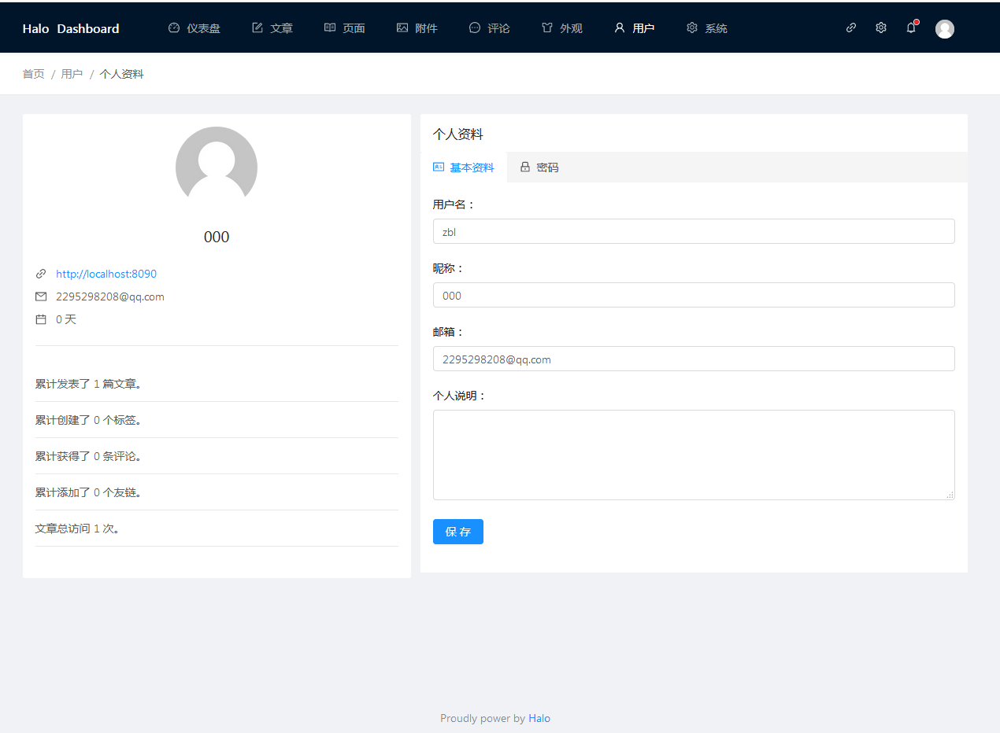 Halo Dashboard 仪表盘 文章 页面 附件 评论 外观 用户 系统
首页 / 用户 / 个人资料
000
http://localhost:8090
2295298208@qq.com
0 天
累计发表了 1 篇文章。
累计创建了 0 个标签。
累计获得了 0 条评论。
累计添加了 0 个友链。
文章总访问 1 次。
个人资料
基本资料 密码
用户名：
zbl
昵称：
000
邮箱：
2295298208@qq.com
个人说明：
保 存
Proudly power by Halo